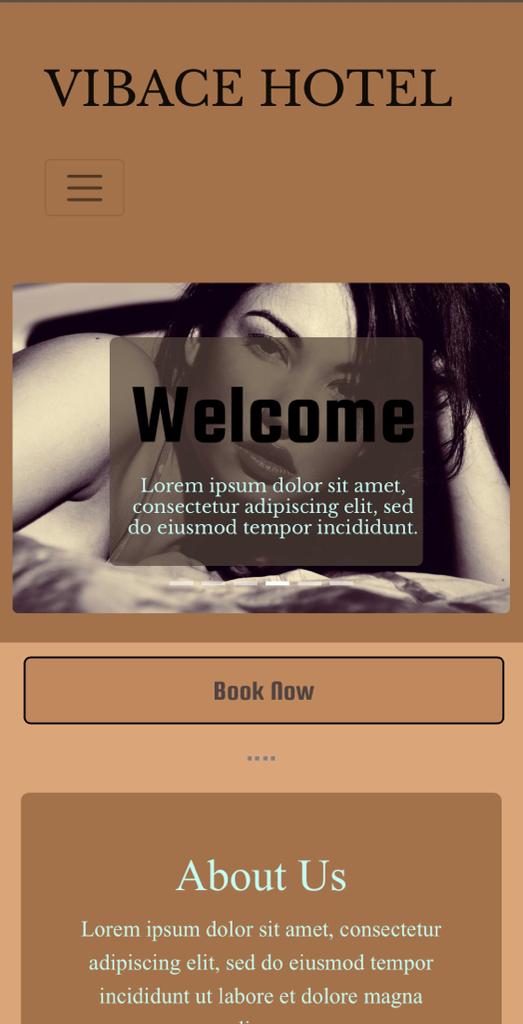 VIBACE HOTEL
Welcome
Lorem ipsum dolor sit amet,
consectetur adipiscing elit, sed
do eiusmod tempor incididunt.
Book Now
About Us
Lorem ipsum dolor sit amet, consectetur
adipiscing elit, sed do eiusmod tempor
incididunt ut labore et dolore magna